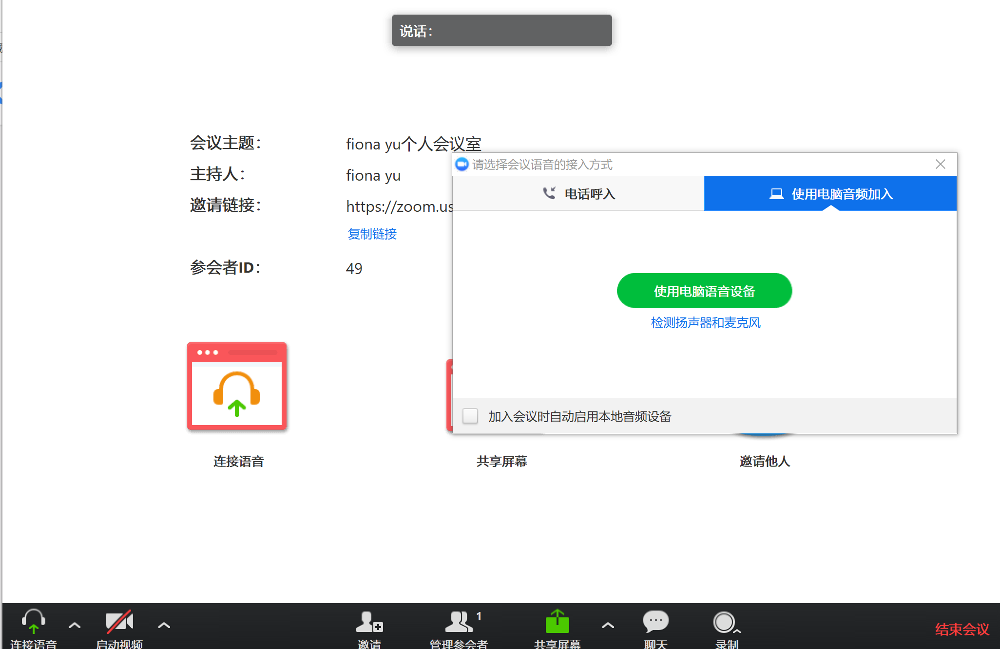 说话：
会议主题： fiona yu个人会议室
主持人： fiona yu
邀请链接： https://zoom.us
复制链接
参会者ID： 49
请选择会议语音的接入方式
电话呼入 使用电脑音频加入
使用电脑语音设备
检测扬声器和麦克风
加入会议时自动启用本地音频设备
连接语音 共享屏幕 邀请他人
连接语音 启动视频 邀请 管理参会者 1 共享屏幕 聊天 录制 结束会议